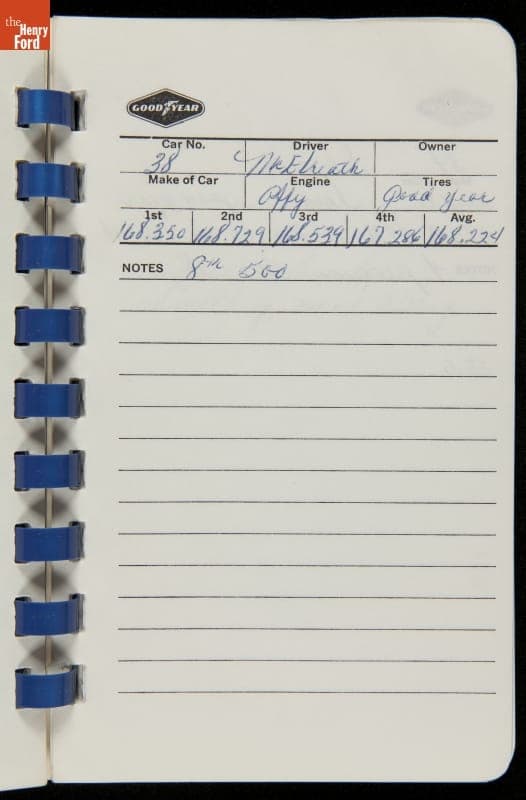 the
Henry
Ford
GOODYEAR
Car No. Driver Owner
38 McElreath
Make of Car Engine Tires
Offy Good Year
1st 2nd 3rd 4th Avg.
168.350 168.729 168.539 167.286 168.224
NOTES 8th 500